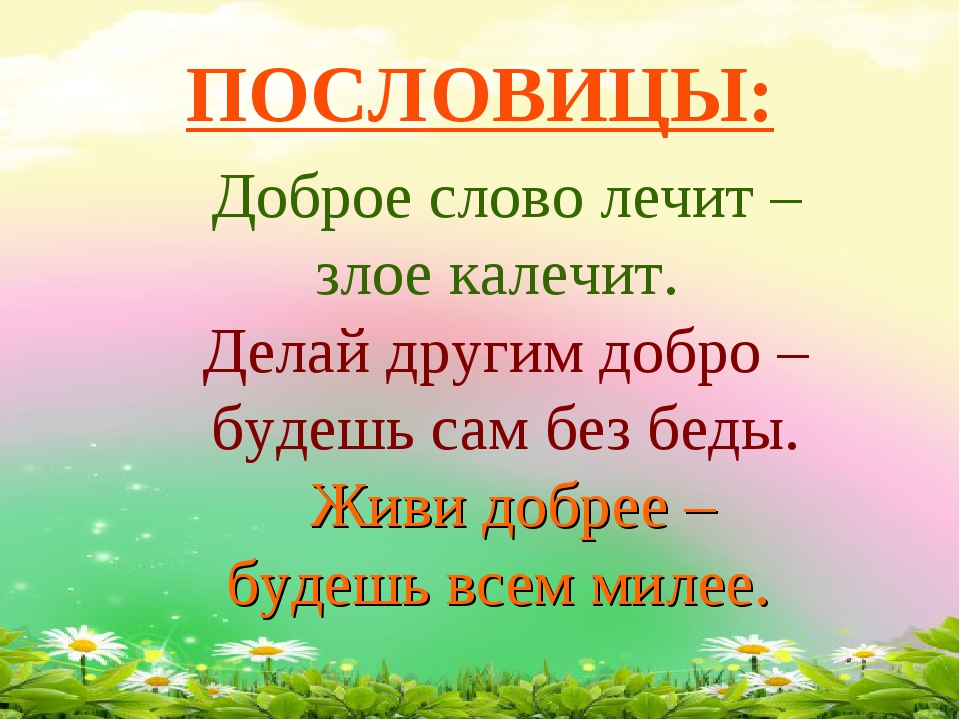 ПОСЛОВИЦЫ:
Доброе слово лечит –
злое калечит.
Делай другим добро –
будешь сам без беды.
Живи добрее –
будешь всем милее.